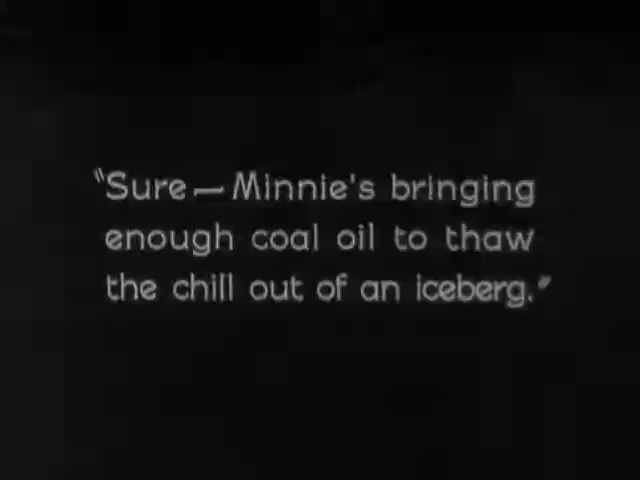 "Sure—Minnie's bringing
enough coal oil to thaw
the chill out of an iceberg."